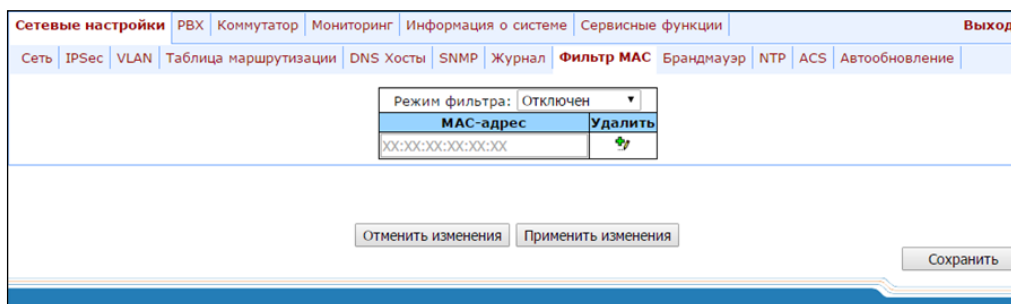 Сетевые настройки PBX Коммутатор Мониторинг Информация о системе Сервисные функции Выход
Сеть IPSec VLAN Таблица маршрутизации DNS Хосты SNMP Журнал Фильтр MAC Брандмауэр NTP ACS Автообновление
Режим фильтра: Отключен
MAC-адрес Удалить
XX:XX:XX:XX:XX:XX
Отменить изменения Применить изменения
Сохранить